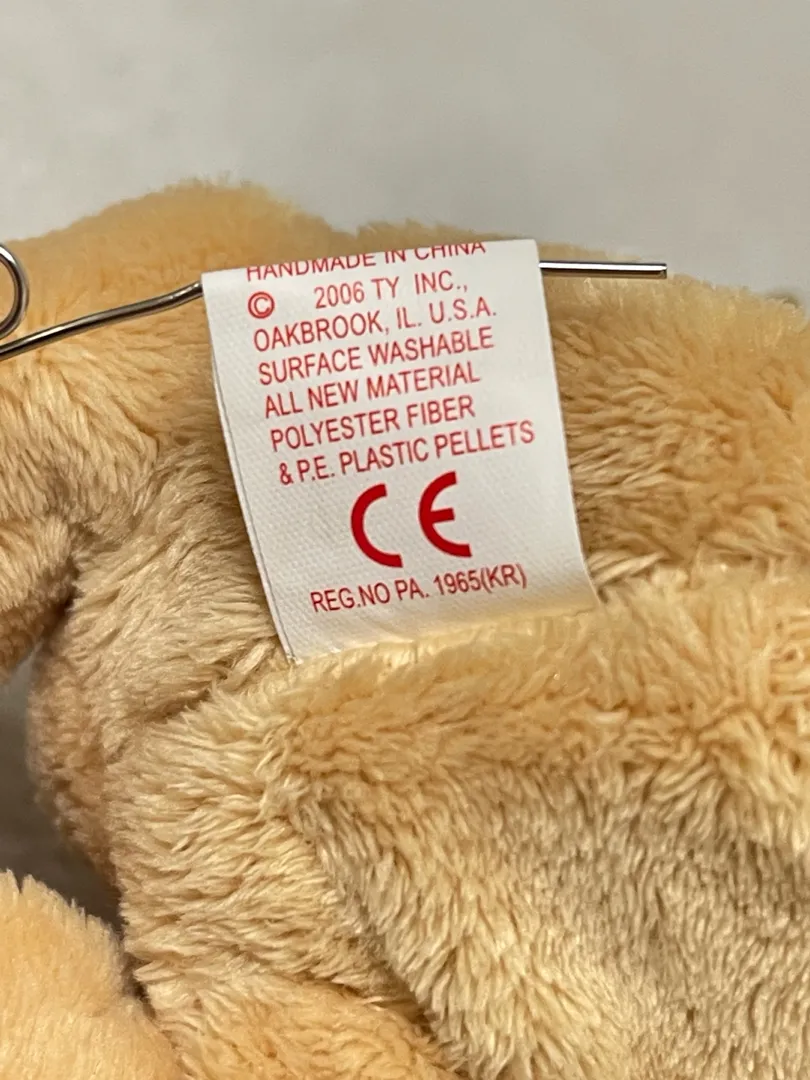 HANDMADE IN CHINA
© 2006 TY INC.,
OAKBROOK, IL. U.S.A.
SURFACE WASHABLE
ALL NEW MATERIAL
POLYESTER FIBER
& P.E. PLASTIC PELLETS
CE
REG.NO PA. 1965(KR)